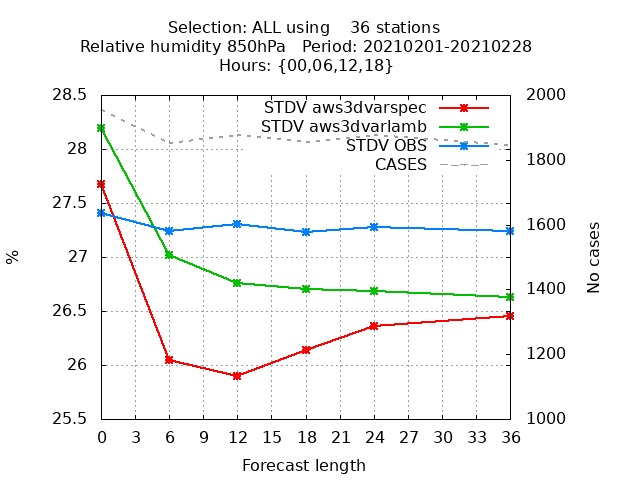 Selection: ALL using    36 stations
Relative humidity 850hPa   Period: 20210201-20210228
Hours: {00,06,12,18}
28.5
28
27.5
27
26.5
26
25.5
%
STDV aws3dvarspec
STDV aws3dvarlamb
STDV OBS
CASES
2000
1800
1600
1400
1200
1000
No cases
0 3 6 9 12 15 18 21 24 27 30 33 36
Forecast length